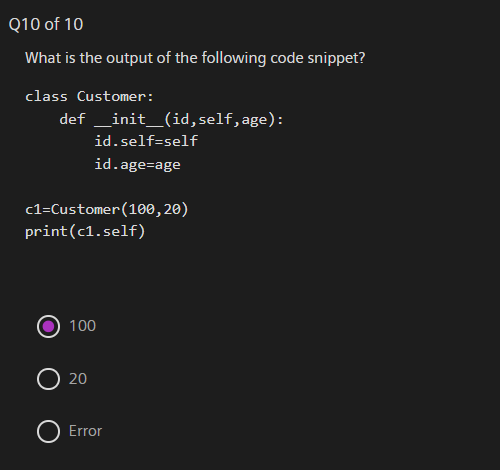 Q10 of 10
What is the output of the following code snippet?
class Customer:
    def __init__(id,self,age):
        id.self=self
        id.age=age
c1=Customer(100,20)
print(c1.self)
100
20
Error